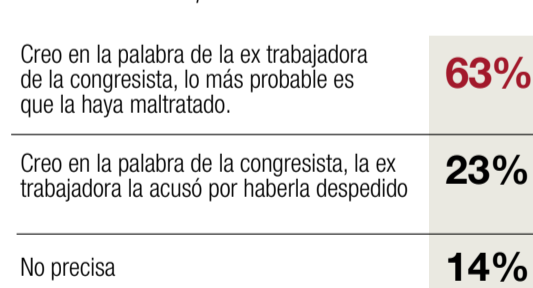 Creo en la palabra de la ex trabajadora
de la congresista, lo más probable es
que la haya maltratado.
63%
Creo en la palabra de la congresista, la ex
trabajadora la acusó por haberla despedido
23%
No precisa
14%